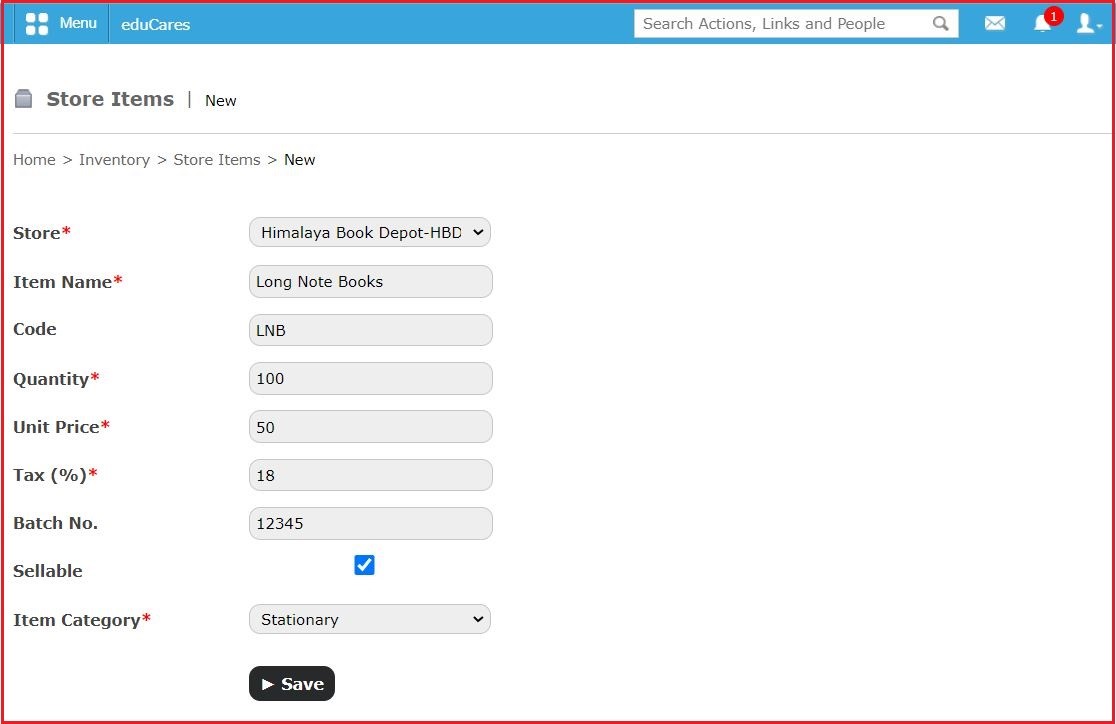 Menu eduCares Search Actions, Links and People 1
Store Items | New
Home > Inventory > Store Items > New
Store* Himalaya Book Depot-HBD
Item Name* Long Note Books
Code LNB
Quantity* 100
Unit Price* 50
Tax (%)* 18
Batch No. 12345
Sellable
Item Category* Stationary
► Save